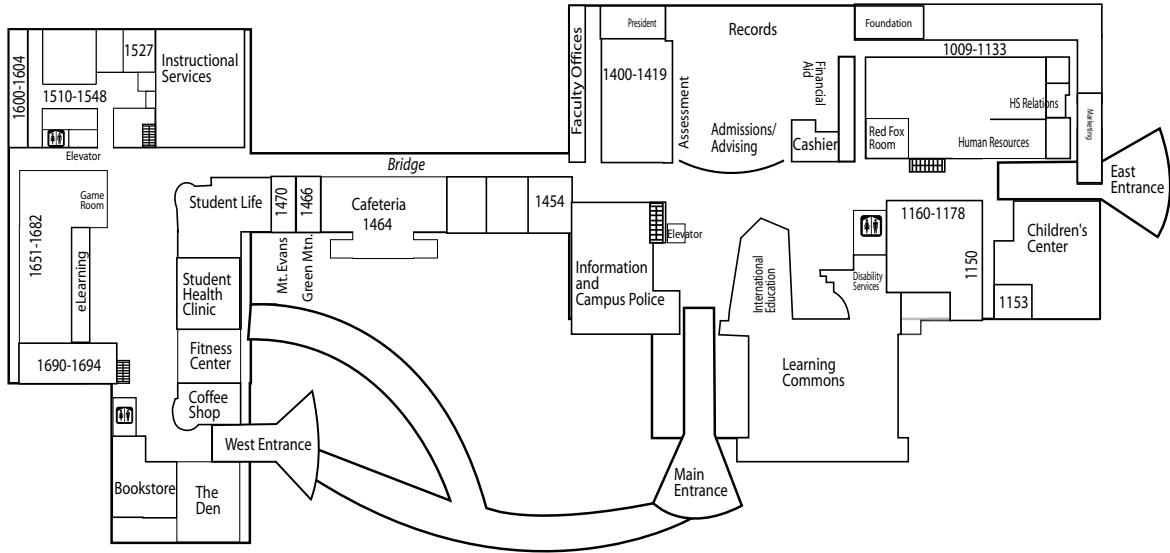 1600-1604
1527
Instructional
Services
1510-1548
Elevator
Game
Room
1651-1682
eLearning
1690-1694
Student Life
1470
1466
Mt. Evans
Green Mtn.
Bridge
Cafeteria
1464
1454
Student
Health
Clinic
Fitness
Center
Coffee
Shop
West Entrance
Bookstore
The
Den
Faculty Offices
President
1400-1419
Assessment
Records
Admissions/
Advising
Financial
Aid
Cashier
Foundation
1009-1133
HS Relations
Red Fox
Room
Human Resources
Marketing
East
Entrance
Information
and
Campus Police
Elevator
International
Education
Disability
Services
1160-1178
1150
Children's
Center
1153
Learning
Commons
Main
Entrance